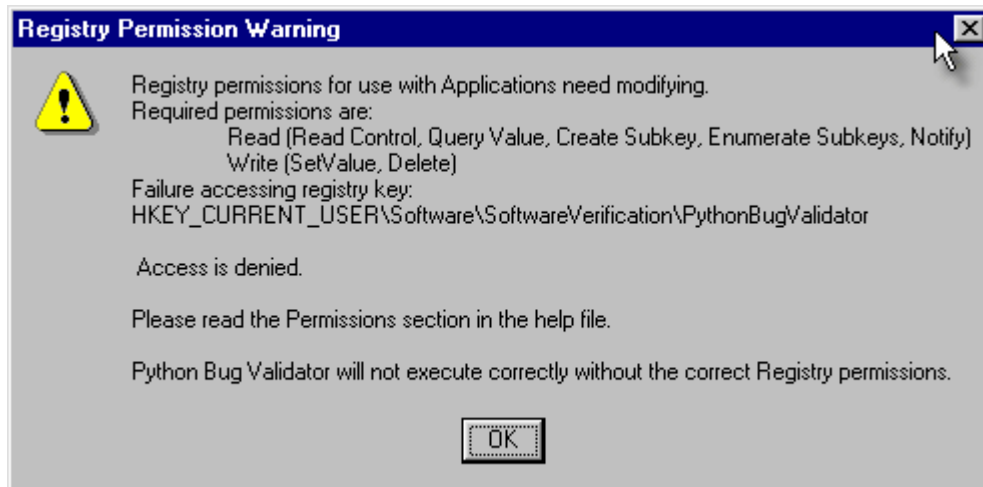 Registry Permission Warning
Registry permissions for use with Applications need modifying.
Required permissions are:
Read (Read Control, Query Value, Create Subkey, Enumerate Subkeys, Notify)
Write (SetValue, Delete)
Failure accessing registry key:
HKEY_CURRENT_USER\Software\SoftwareVerification\PythonBugValidator
Access is denied.
Please read the Permissions section in the help file.
Python Bug Validator will not execute correctly without the correct Registry permissions.
OK